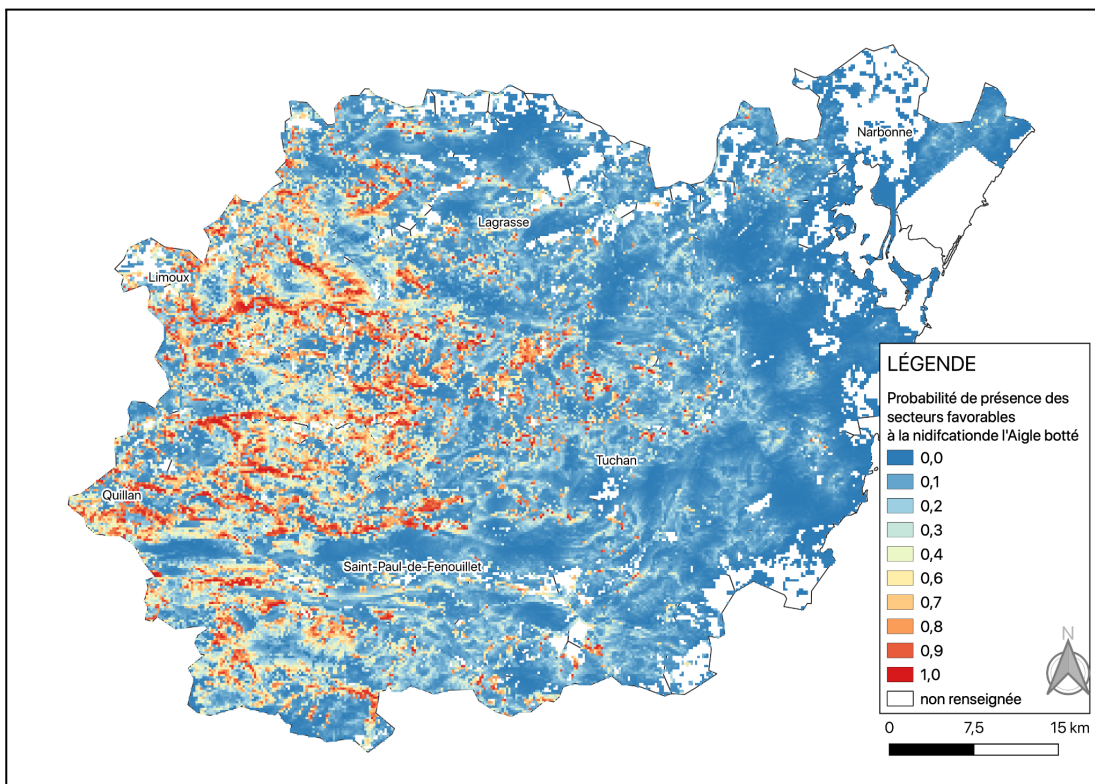 Narbonne
Lagrasse
Limoux
Tuchan
Quillan
Saint-Paul-de-Fenouillet
LÉGENDE
Probabilité de présence des
secteurs favorables
à la nidifcationde l'Aigle botté
0,0
0,1
0,2
0,3
0,4
0,6
0,7
0,8
0,9
1,0
non renseignée
N
0 7,5 15 km